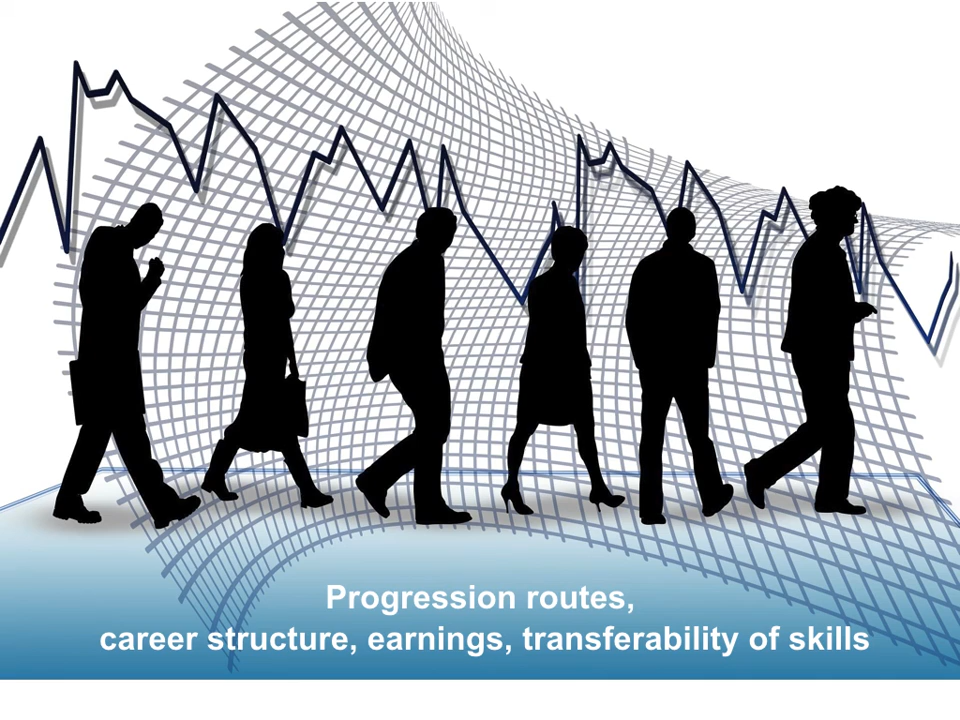 Progression routes,
career structure, earnings, transferability of skills